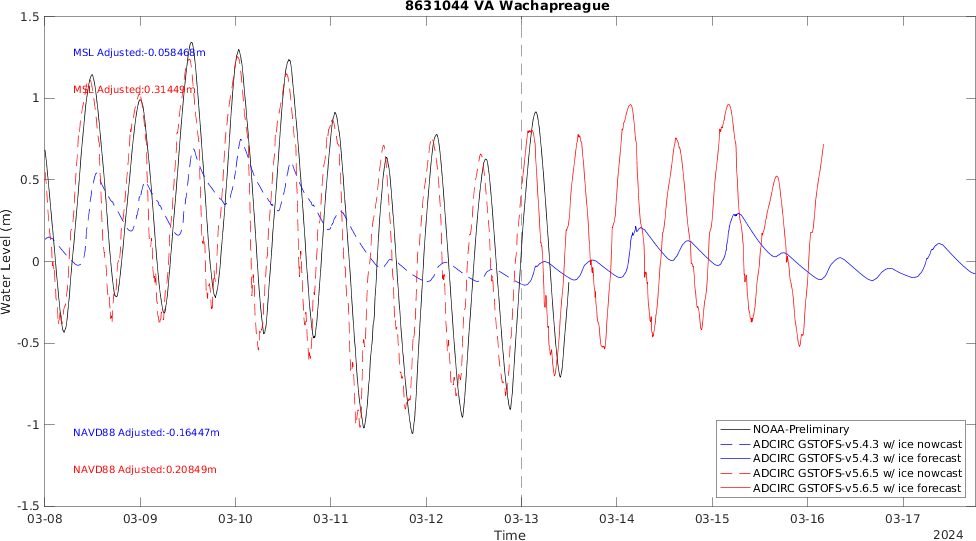 8631044 VA Wachapreague
1.5
1
0.5
0
-0.5
-1
-1.5
Water Level (m)
MSL Adjusted:-0.058468m
MSL Adjusted:0.31449m
NAVD88 Adjusted:-0.16447m
NAVD88 Adjusted:0.20849m
NOAA-Preliminary
ADCIRC GSTOFS-v5.4.3 w/ ice nowcast
ADCIRC GSTOFS-v5.4.3 w/ ice forecast
ADCIRC GSTOFS-v5.6.5 w/ ice nowcast
ADCIRC GSTOFS-v5.6.5 w/ ice forecast
03-08 03-09 03-10 03-11 03-12 03-13 03-14 03-15 03-16 03-17
Time
2024